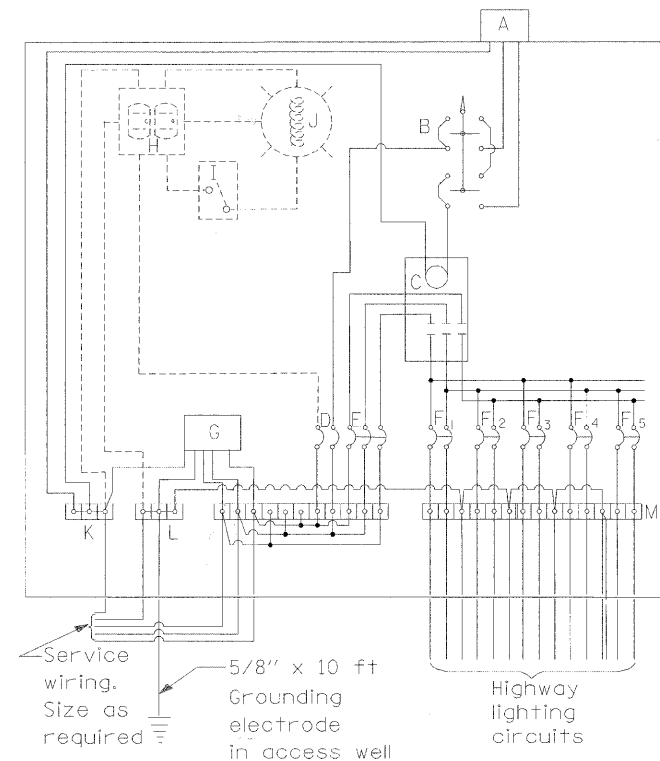 A
B
H
J
I
C
D
E
F1
F2
F3
F4
F5
G
K
L
M
Service
wiring.
Size as
required
5/8" x 10 ft
Grounding
electrode
in access well
Highway
lighting
circuits